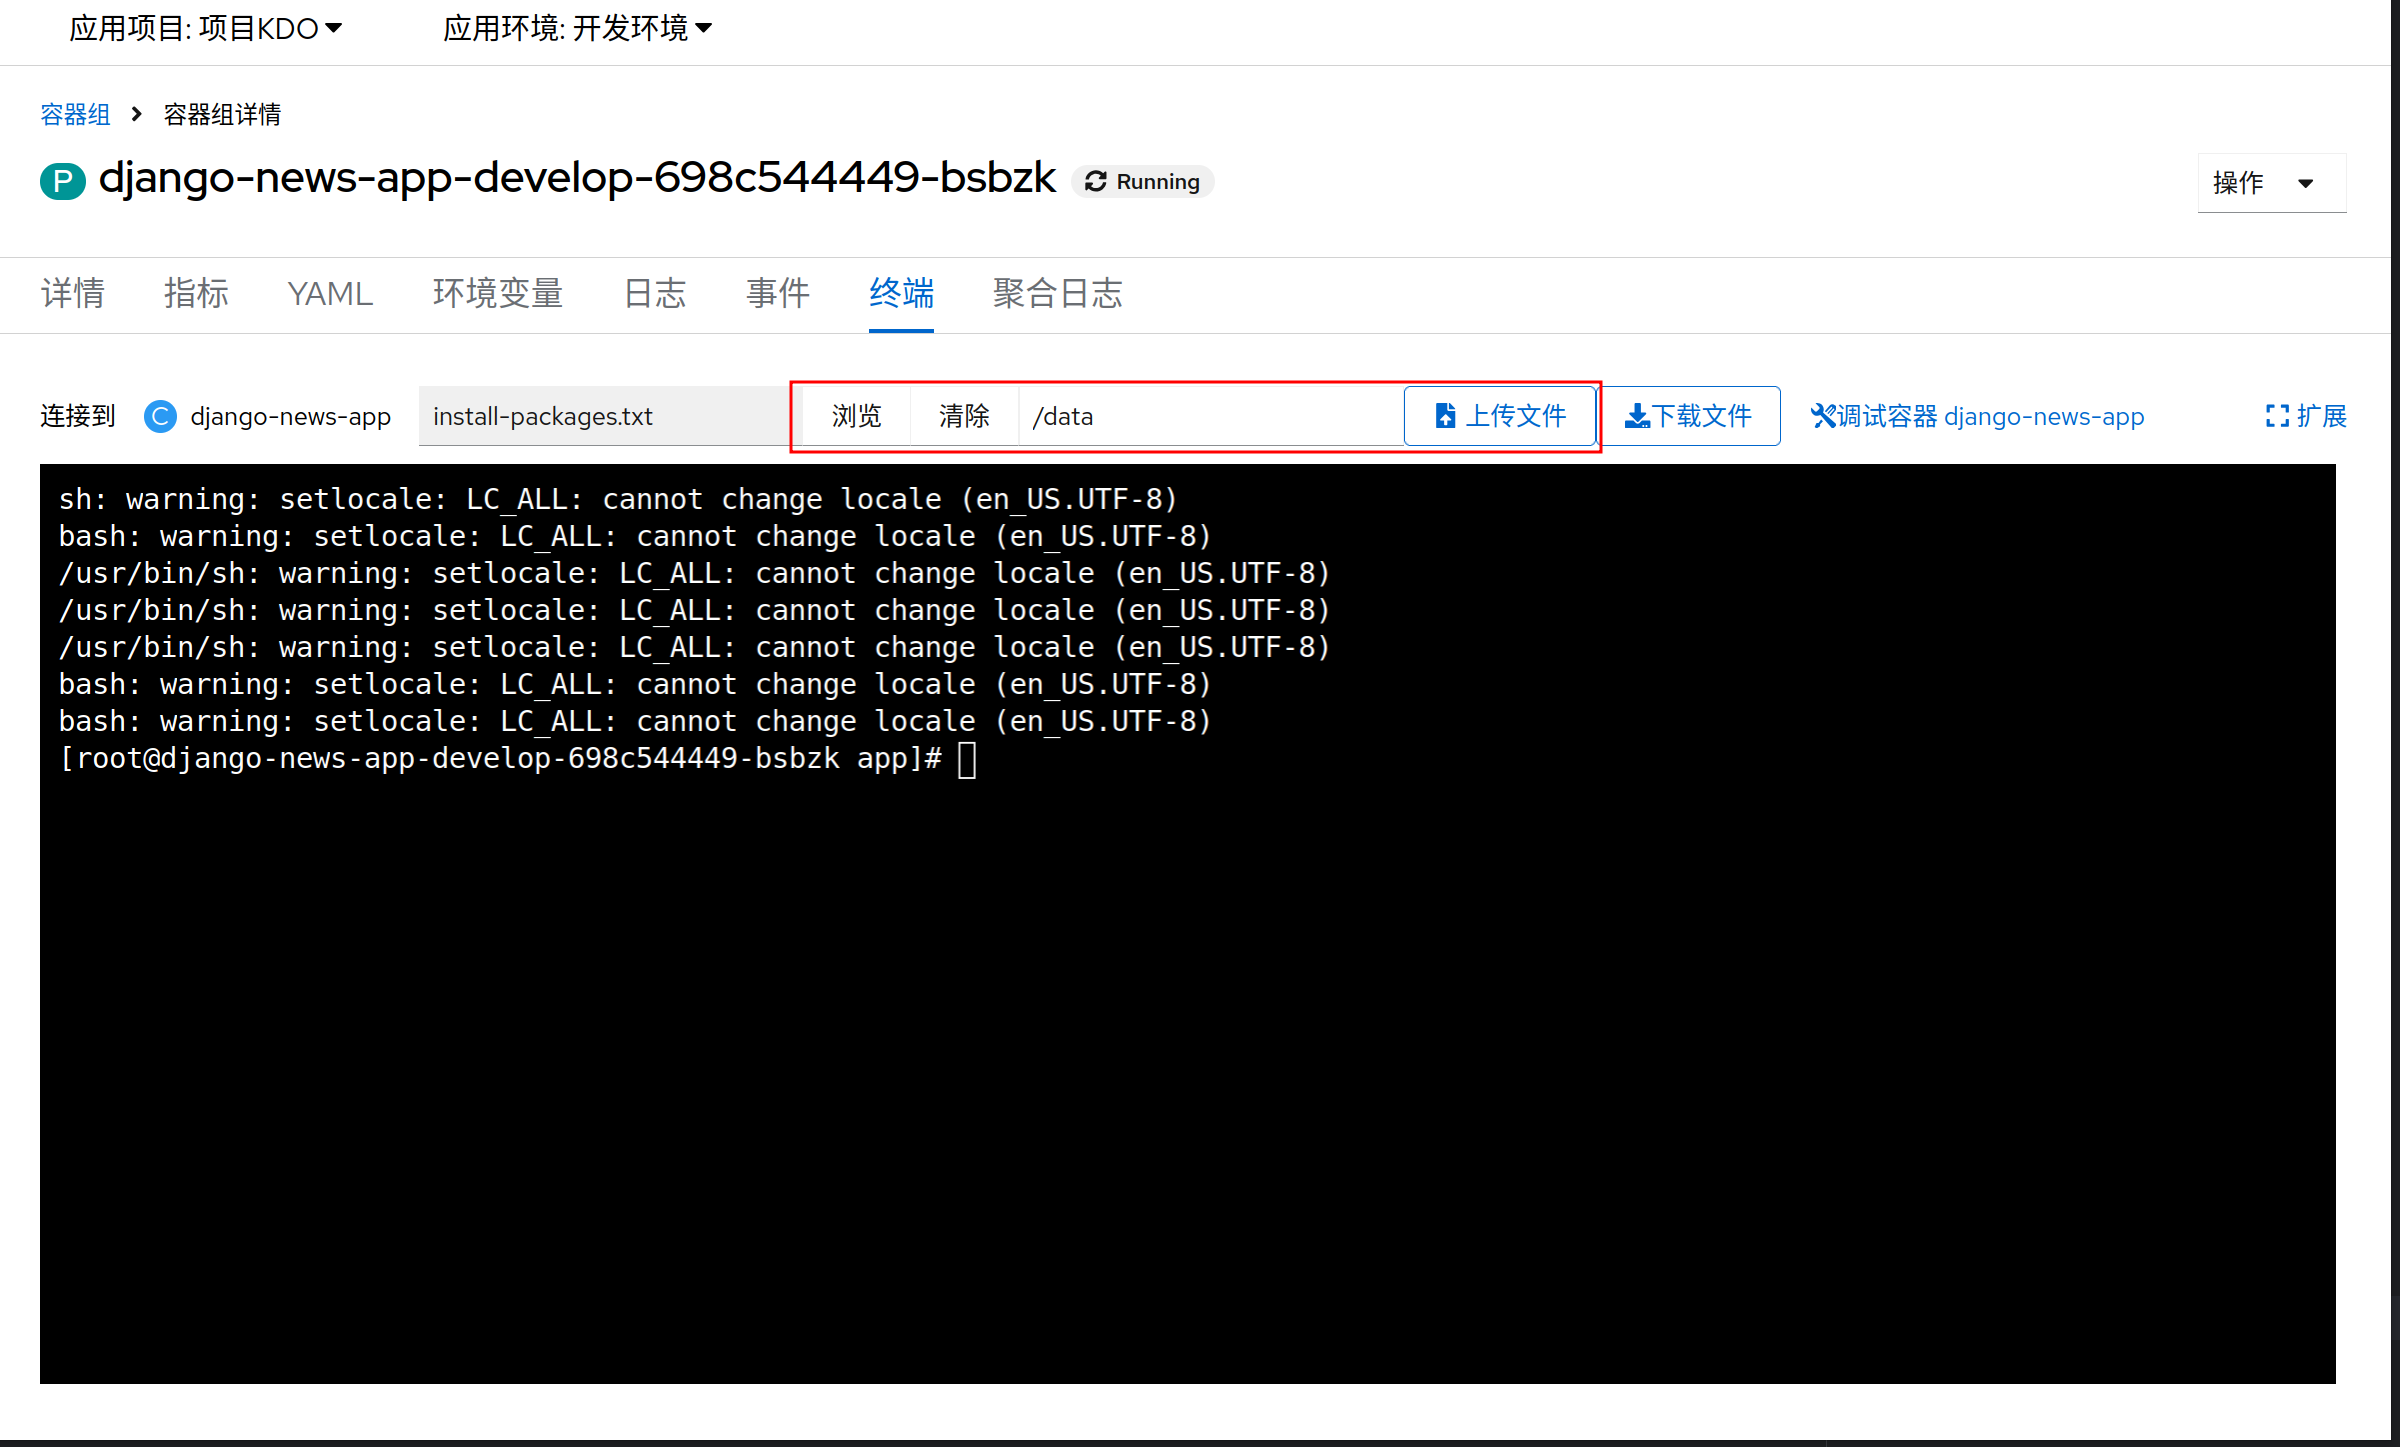 应用项目: 项目KDO 应用环境: 开发环境
容器组 容器组详情
P django-news-app-develop-698c544449-bsbzk Running 操作
详情 指标 YAML 环境变量 日志 事件 终端 聚合日志
连接到 C django-news-app install-packages.txt 浏览 清除 /data 上传文件 下载文件 调试容器 django-news-app 扩展
sh: warning: setlocale: LC_ALL: cannot change locale (en_US.UTF-8)
bash: warning: setlocale: LC_ALL: cannot change locale (en_US.UTF-8)
/usr/bin/sh: warning: setlocale: LC_ALL: cannot change locale (en_US.UTF-8)
/usr/bin/sh: warning: setlocale: LC_ALL: cannot change locale (en_US.UTF-8)
/usr/bin/sh: warning: setlocale: LC_ALL: cannot change locale (en_US.UTF-8)
bash: warning: setlocale: LC_ALL: cannot change locale (en_US.UTF-8)
bash: warning: setlocale: LC_ALL: cannot change locale (en_US.UTF-8)
[root@django-news-app-develop-698c544449-bsbzk app]#